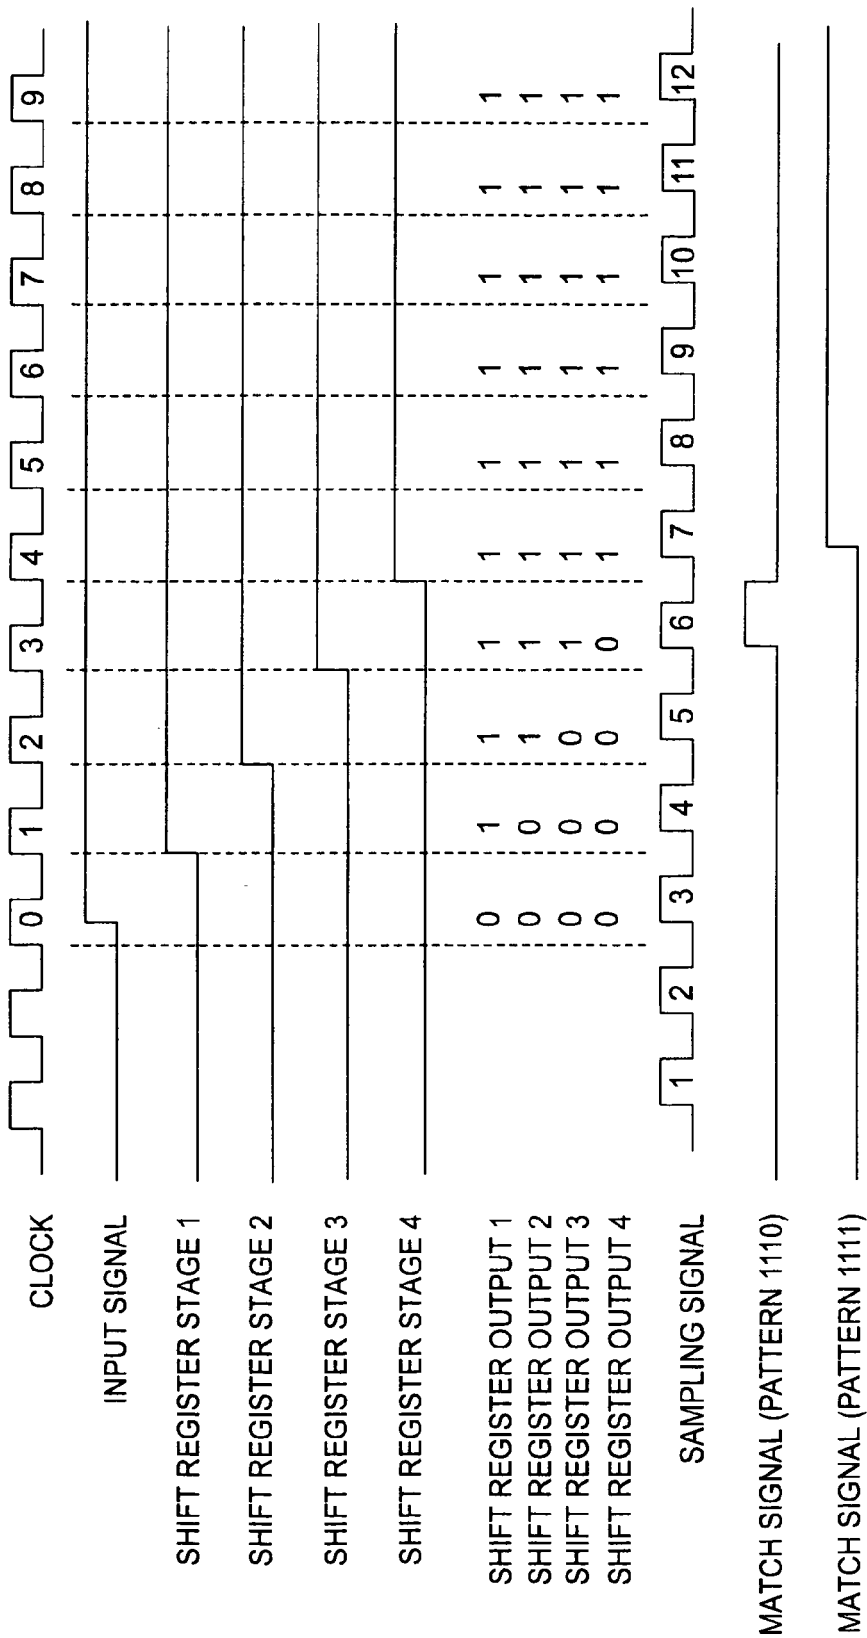 CLOCK 0 1 2 3 4 5 6 7 8 9
INPUT SIGNAL
SHIFT REGISTER STAGE 1
SHIFT REGISTER STAGE 2
SHIFT REGISTER STAGE 3
SHIFT REGISTER STAGE 4
SHIFT REGISTER OUTPUT 1 0 1 1 1 1 1 1 1 1 1
SHIFT REGISTER OUTPUT 2 0 0 1 1 1 1 1 1 1 1
SHIFT REGISTER OUTPUT 3 0 0 0 1 1 1 1 1 1 1
SHIFT REGISTER OUTPUT 4 0 0 0 0 1 1 1 1 1 1
SAMPLING SIGNAL 1 2 3 4 5 6 7 8 9 10 11 12
MATCH SIGNAL (PATTERN 1110)
MATCH SIGNAL (PATTERN 1111)